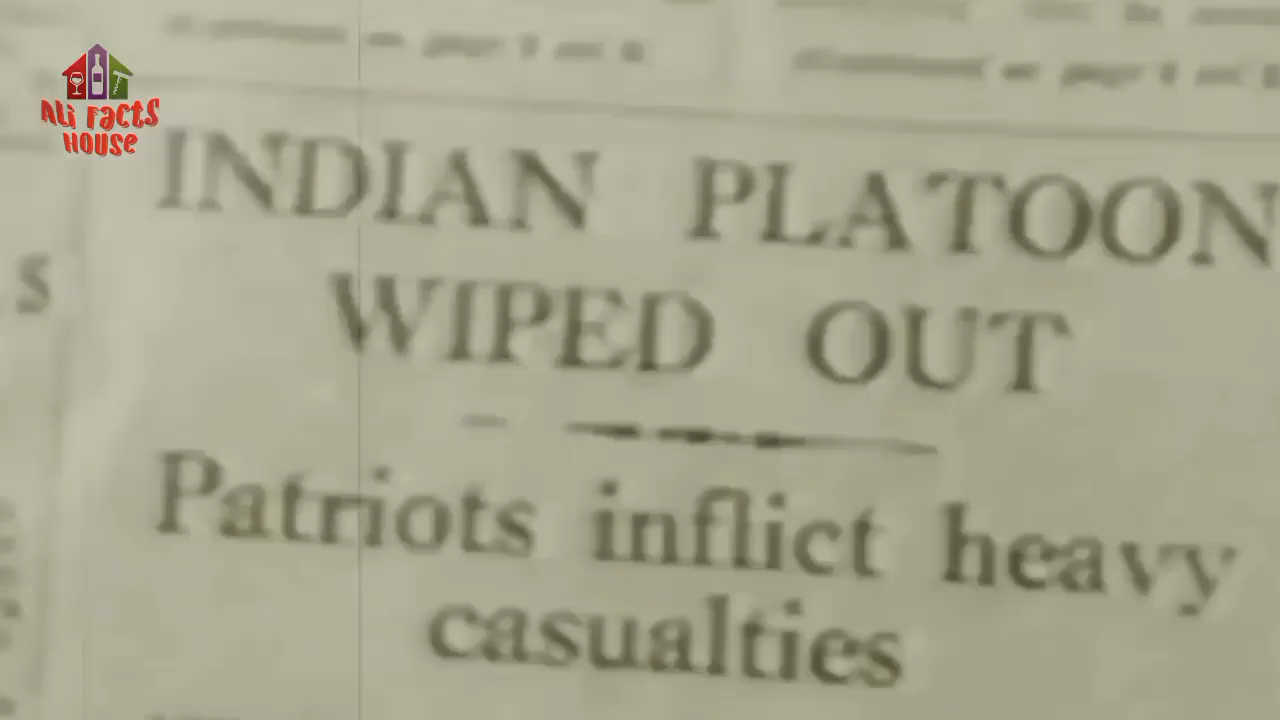 ALi FACTS
HOUSE
INDIAN PLATOON
WIPED OUT
S
Patriots inflict heavy
casualties